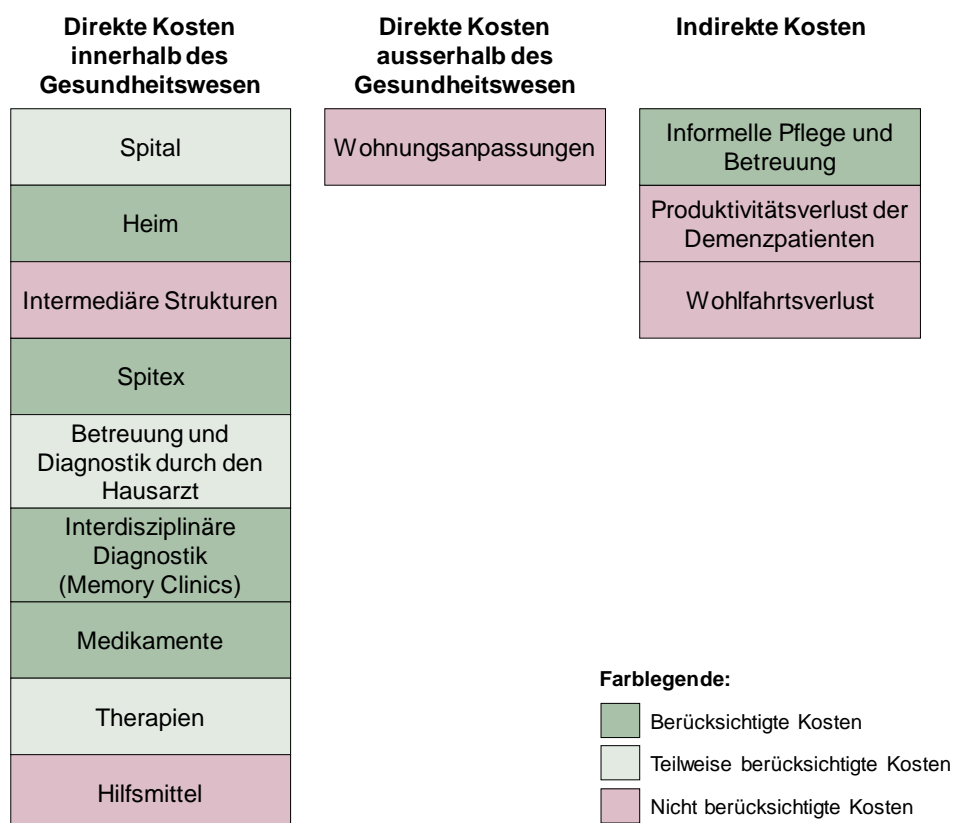 Direkte Kosten
innerhalb des
Gesundheitswesen
Spital
Heim
Intermediäre Strukturen
Spitex
Betreuung und
Diagnostik durch den
Hausarzt
Interdisziplinäre
Diagnostik
(Memory Clinics)
Medikamente
Therapien
Hilfsmittel
Direkte Kosten
ausserhalb des
Gesundheitswesen
Wohnungsanpassungen
Indirekte Kosten
Informelle Pflege und
Betreuung
Produktivitätsverlust der
Demenzpatienten
Wohlfahrtsverlust
Farblegende:
Berücksichtigte Kosten
Teilweise berücksichtigte Kosten
Nicht berücksichtigte Kosten